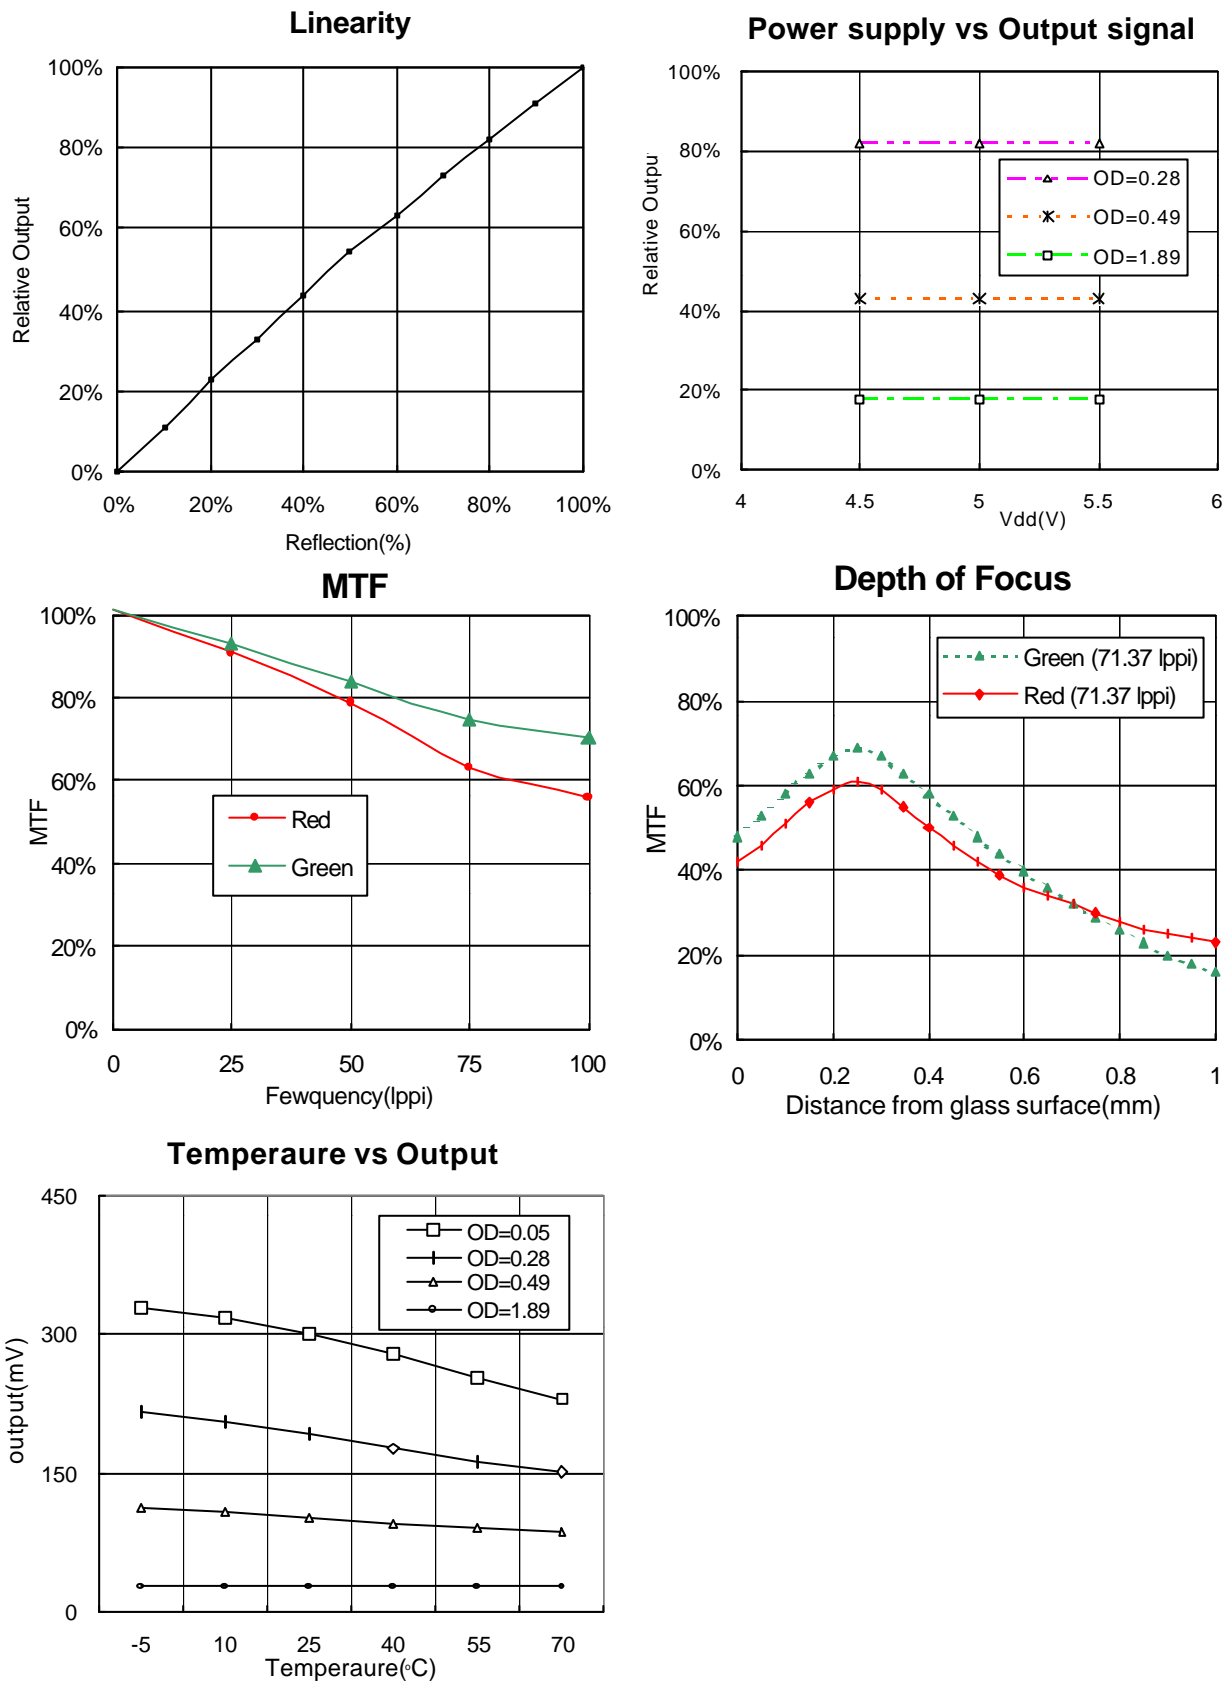 Linearity
100%
80%
60%
40%
20%
0%
Relative Output
0%
20%
40%
60%
80%
100%
Reflection(%)
Power supply vs Output signal
100%
80%
60%
40%
20%
0%
Relative Outpu
OD=0.28
OD=0.49
OD=1.89
4
4.5
5
5.5
6
Vdd(V)
MTF
100%
80%
60%
40%
20%
0%
MTF
Red
Green
0
25
50
75
100
Fewquency(lppi)
Depth of Focus
100%
80%
60%
40%
20%
0%
MTF
Green (71.37 lppi)
Red (71.37 lppi)
0
0.2
0.4
0.6
0.8
1
Distance from glass surface(mm)
Temperaure vs Output
450
300
150
0
output(mV)
OD=0.05
OD=0.28
OD=0.49
OD=1.89
-5
10
25
40
55
70
Temperaure(°C)